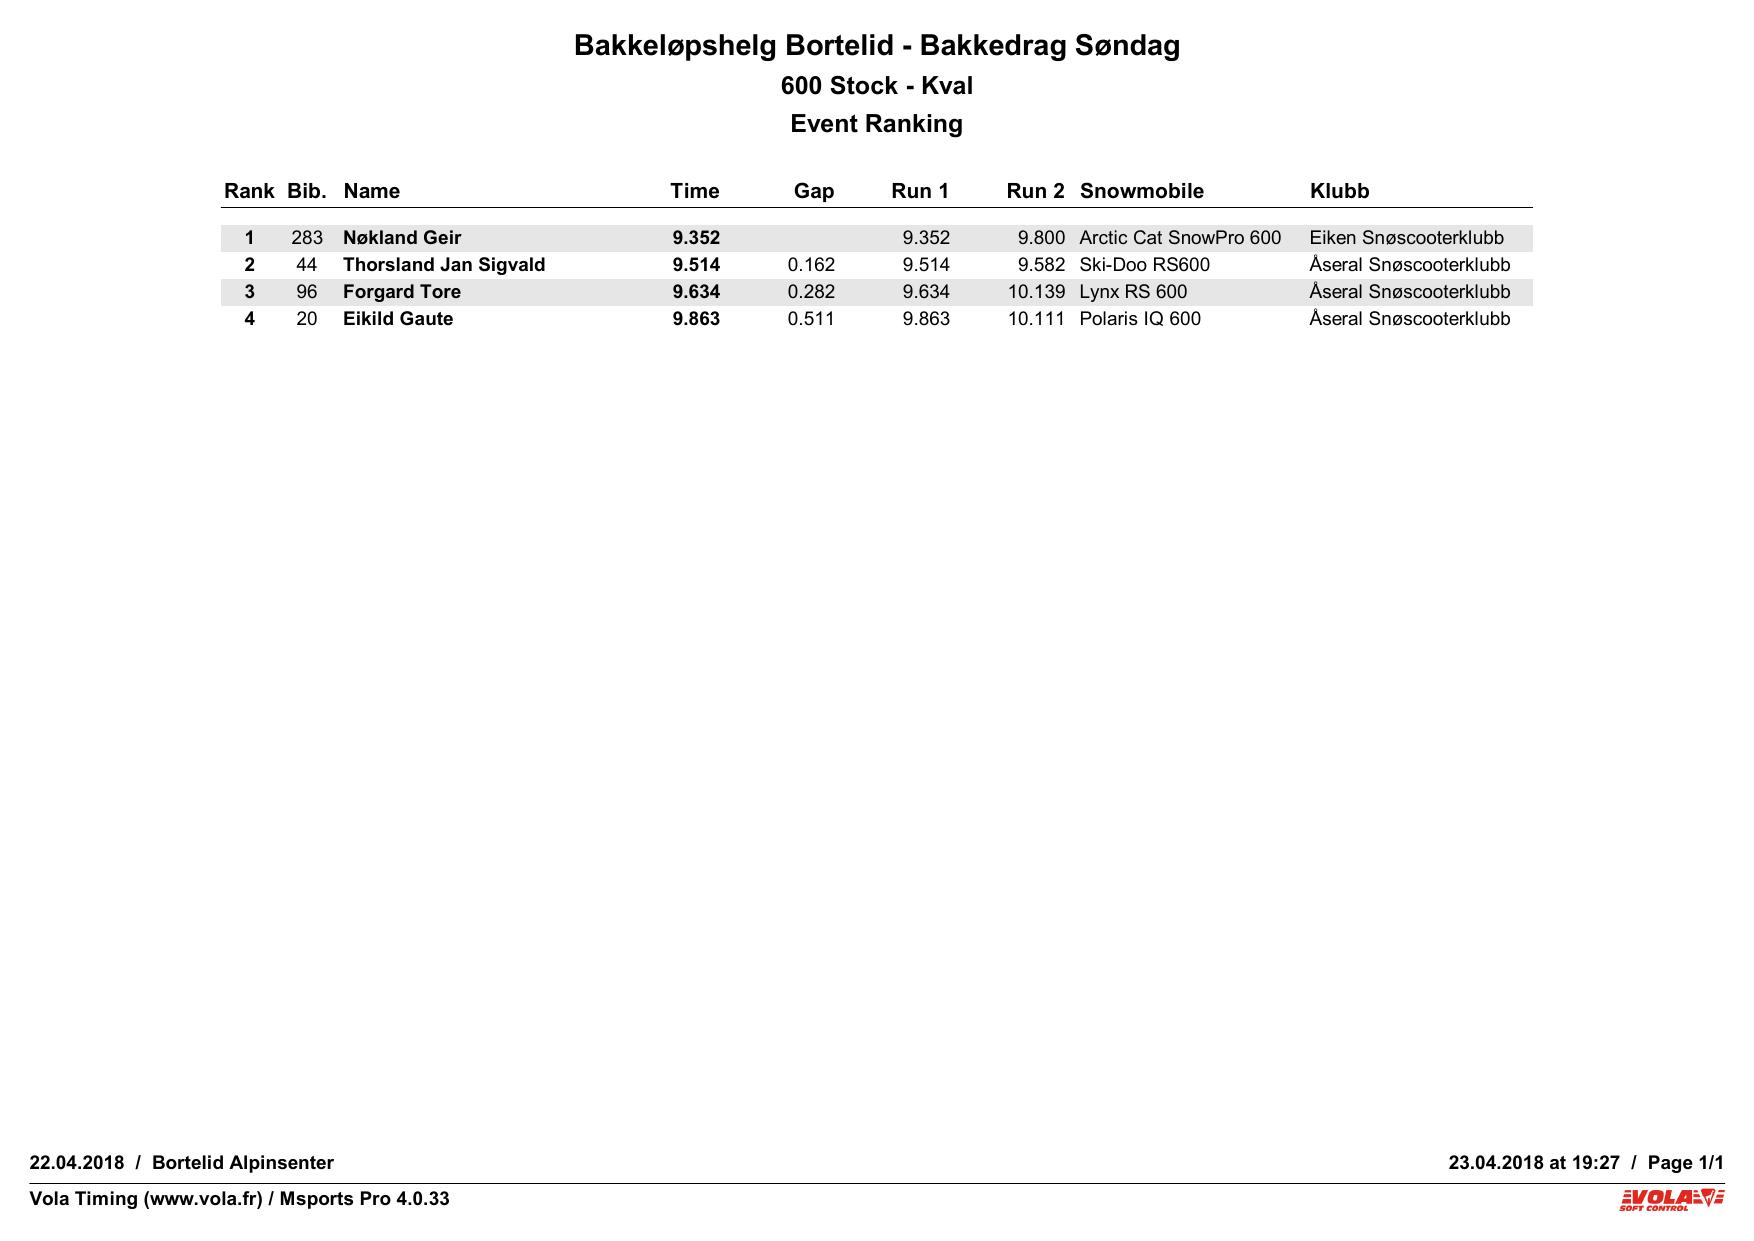 Bakkeløpshelg Bortelid - Bakkedrag Søndag
600 Stock - Kval
Event Ranking
Rank Bib. Name Time Gap Run 1 Run 2 Snowmobile Klubb
1 283 Nøkland Geir 9.352 9.352 9.800 Arctic Cat SnowPro 600 Eiken Snøscooterklubb
2 44 Thorsland Jan Sigvald 9.514 0.162 9.514 9.582 Ski-Doo RS600 Åseral Snøscooterklubb
3 96 Forgard Tore 9.634 0.282 9.634 10.139 Lynx RS 600 Åseral Snøscooterklubb
4 20 Eikild Gaute 9.863 0.511 9.863 10.111 Polaris IQ 600 Åseral Snøscooterklubb
22.04.2018 / Bortelid Alpinsenter 23.04.2018 at 19:27 / Page 1/1
Vola Timing (www.vola.fr) / Msports Pro 4.0.33
VOLA
SOFT CONTROL